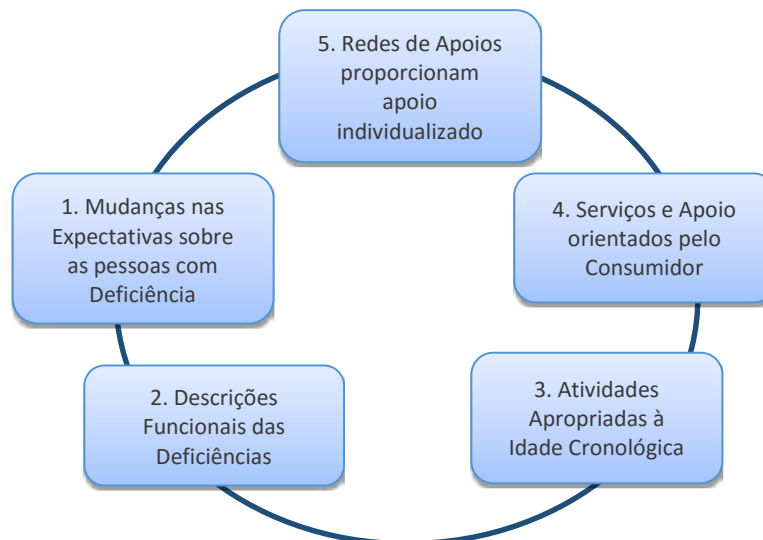 5. Redes de Apoios
proporcionam
apoio
individualizado
1. Mudanças nas
Expectativas sobre
as pessoas com
Deficiência
4. Serviços e Apoio
orientados pelo
Consumidor
2. Descrições
Funcionais das
Deficiências
3. Atividades
Apropriadas à
Idade Cronológica